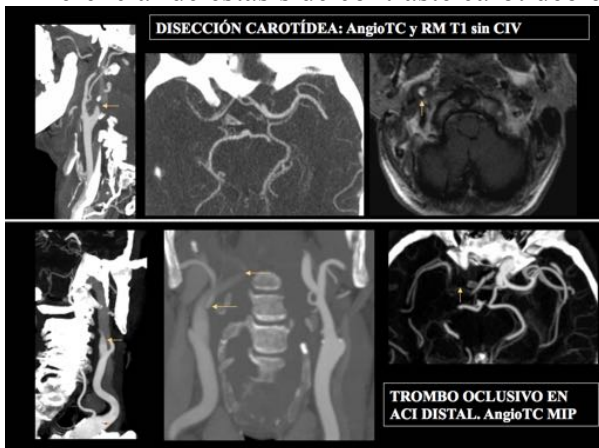 DISECCIÓN CAROTÍDEA: AngioTC y RM T1 sin CIV
TROMBO OCLUSIVO EN
ACI DISTAL. AngioTC MIP